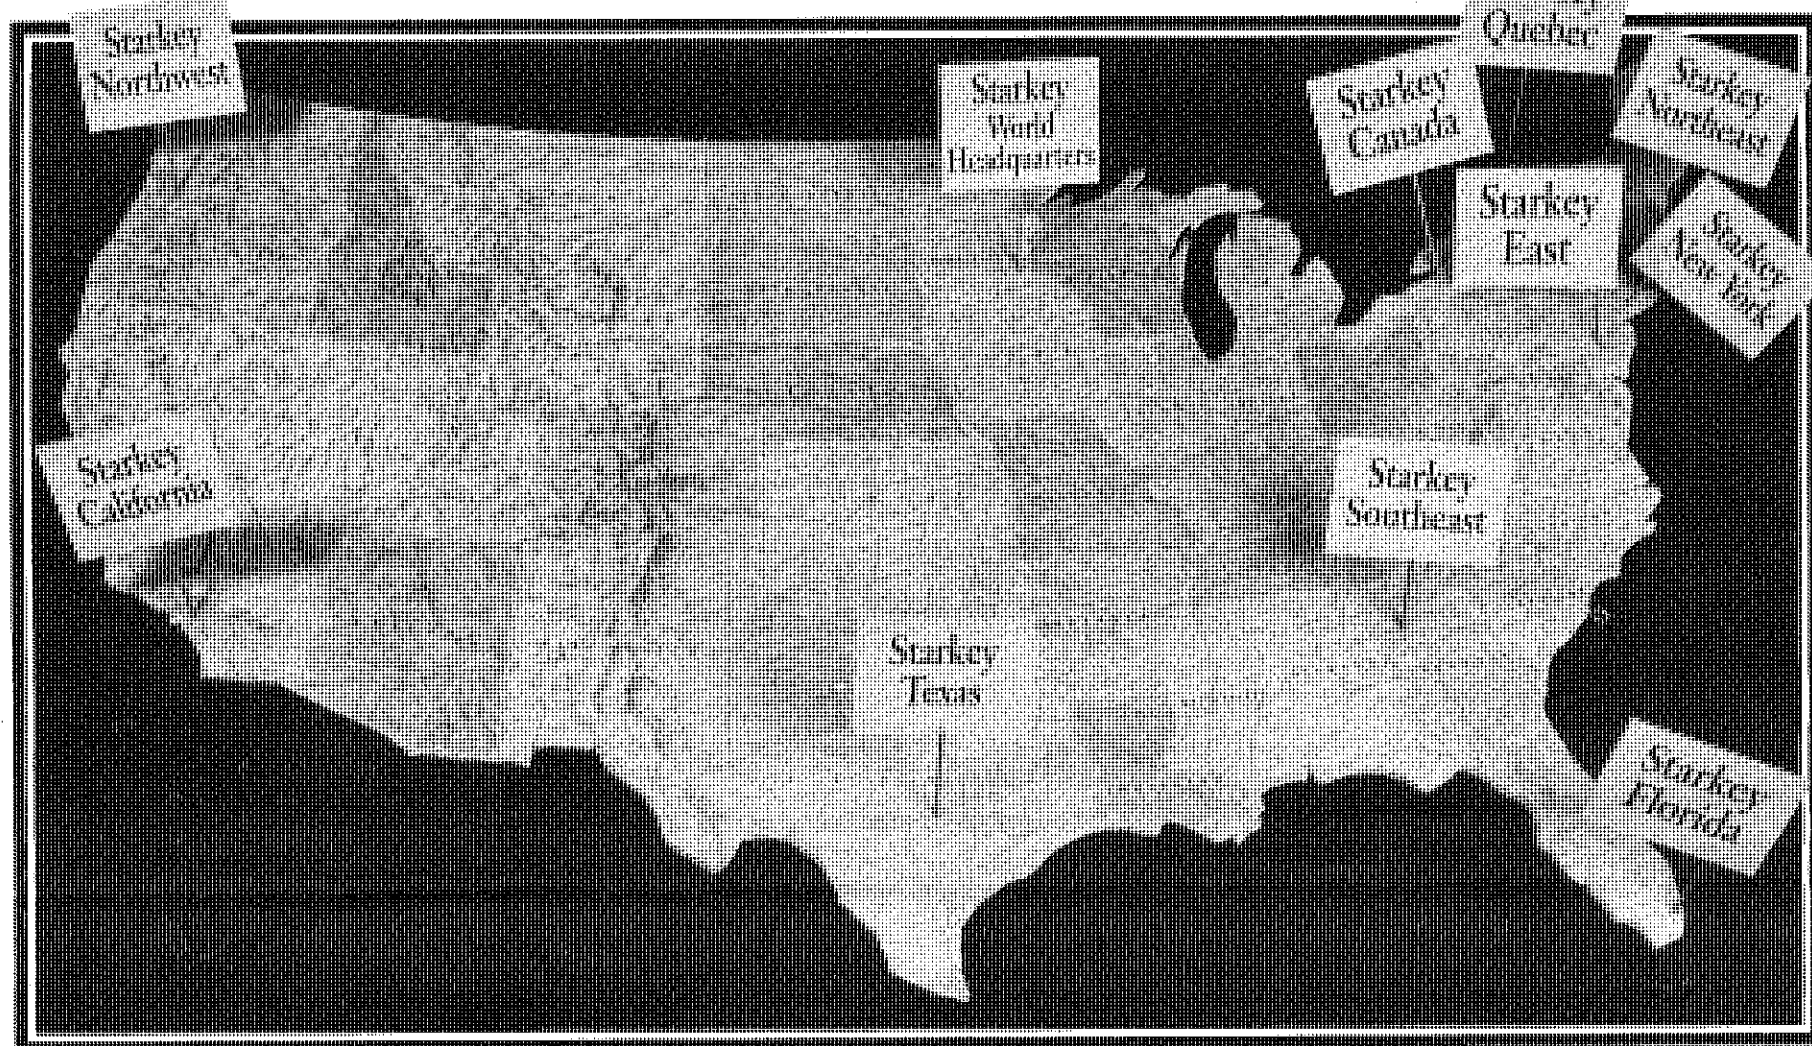 Starkey
Northwest
Starkey
World
Headquarters
Starkey
Canada
Quebec
Starkey
Northeast
Starkey
East
Starkey
New York
Starkey
California
Starkey
Southeast
Starkey
Texas
Starkey
Florida